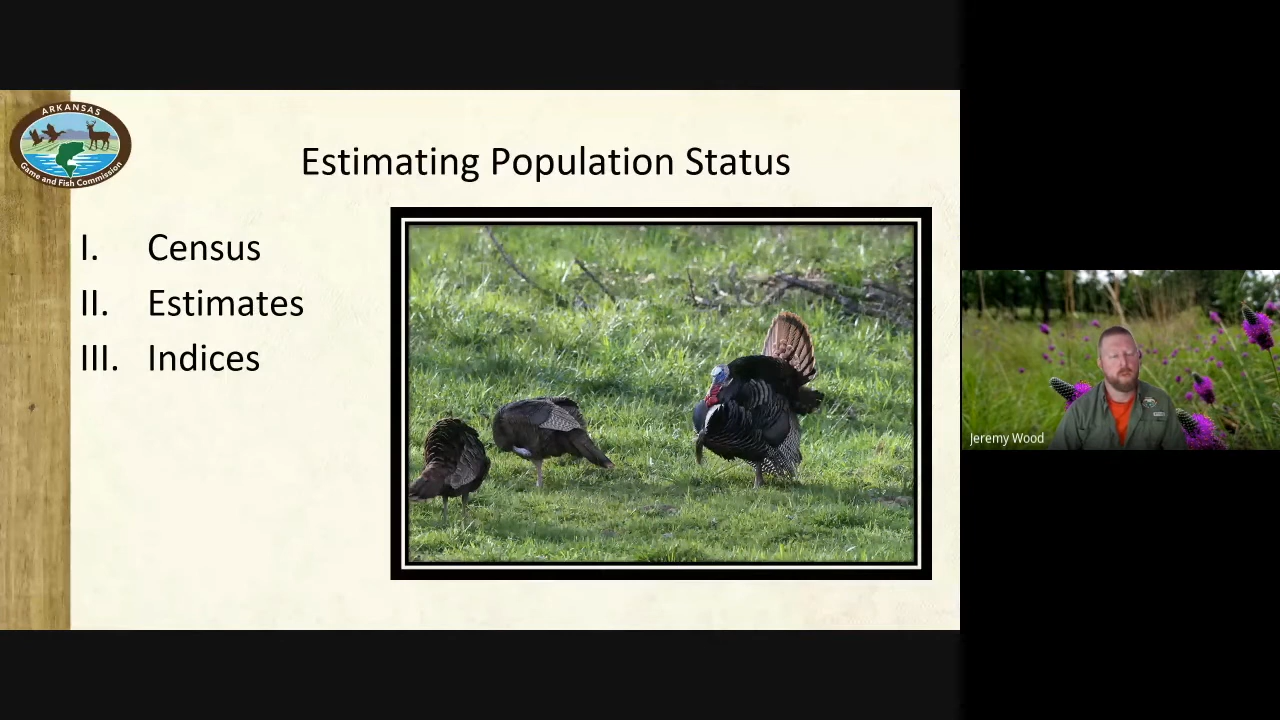 ARKANSAS
Game and Fish Commission
Estimating Population Status
I. Census
II. Estimates
III. Indices
Jeremy Wood